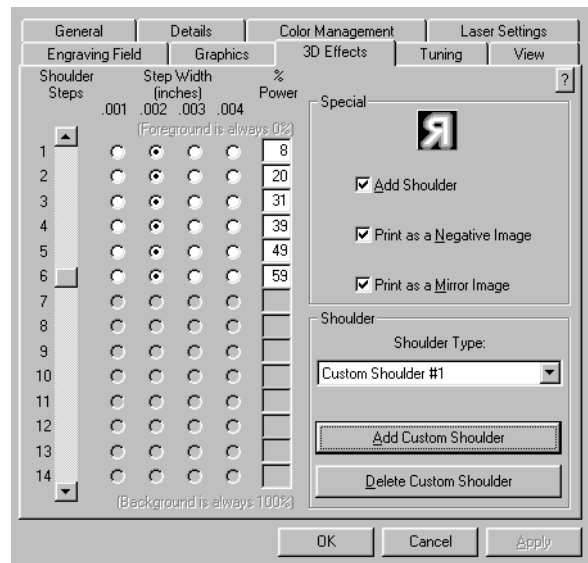 General Details Color Management Laser Settings
Engraving Field Graphics 3D Effects Tuning View
Shoulder Steps
Step Width (inches)
% Power
.001 .002 .003 .004
(Foreground is always 0%)
1 8
2 20
3 31
4 39
5 49
6 59
7
8
9
10
11
12
13
14
(Background is always 100%)
?
Special
R
Add Shoulder
Print as a Negative Image
Print as a Mirror Image
Shoulder
Shoulder Type:
Custom Shoulder #1
Add Custom Shoulder
Delete Custom Shoulder
OK Cancel Apply